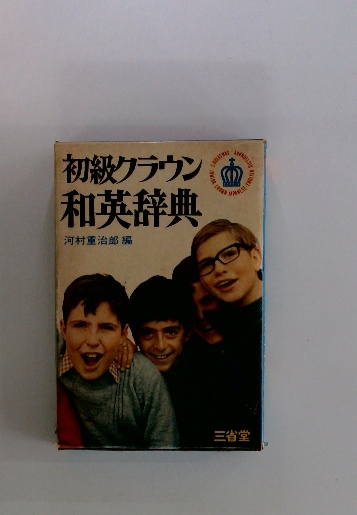 初級クラウン
和英辞典
河村重治郎 編
三省堂